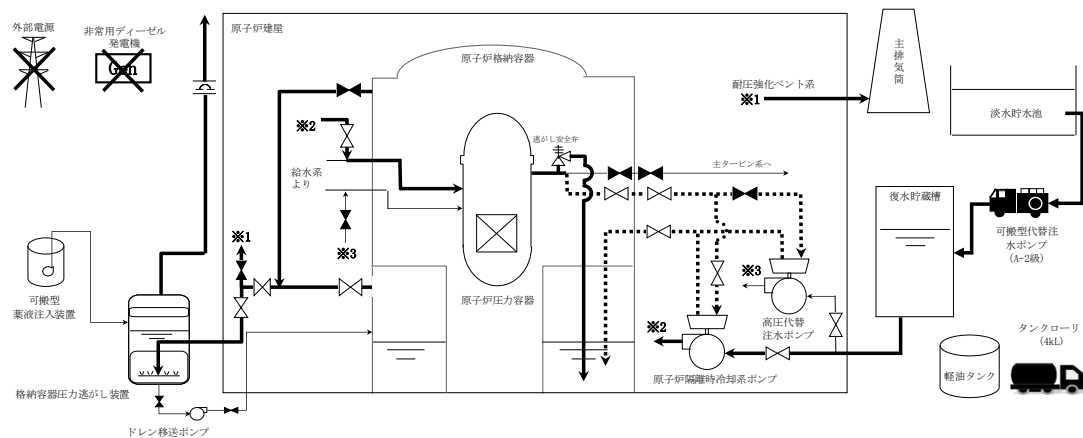 外部電源
非常用ディーゼル
発電機
Gen
原子炉建屋
原子炉格納容器
※2
給水系
より
※3
逃がし安全弁
主タービン系へ
原子炉圧力容器
耐圧強化ベント系
※1
主排気筒
淡水貯水池
復水貯蔵槽
可搬型代替注
水ポンプ
(A-2級)
※3
高圧代替
注水ポンプ
※2
原子炉隔離時冷却系ポンプ
タンクローリ
(4kL)
軽油タンク
※1
可搬型
薬液注入装置
格納容器圧力逃がし装置
ドレン移送ポンプ